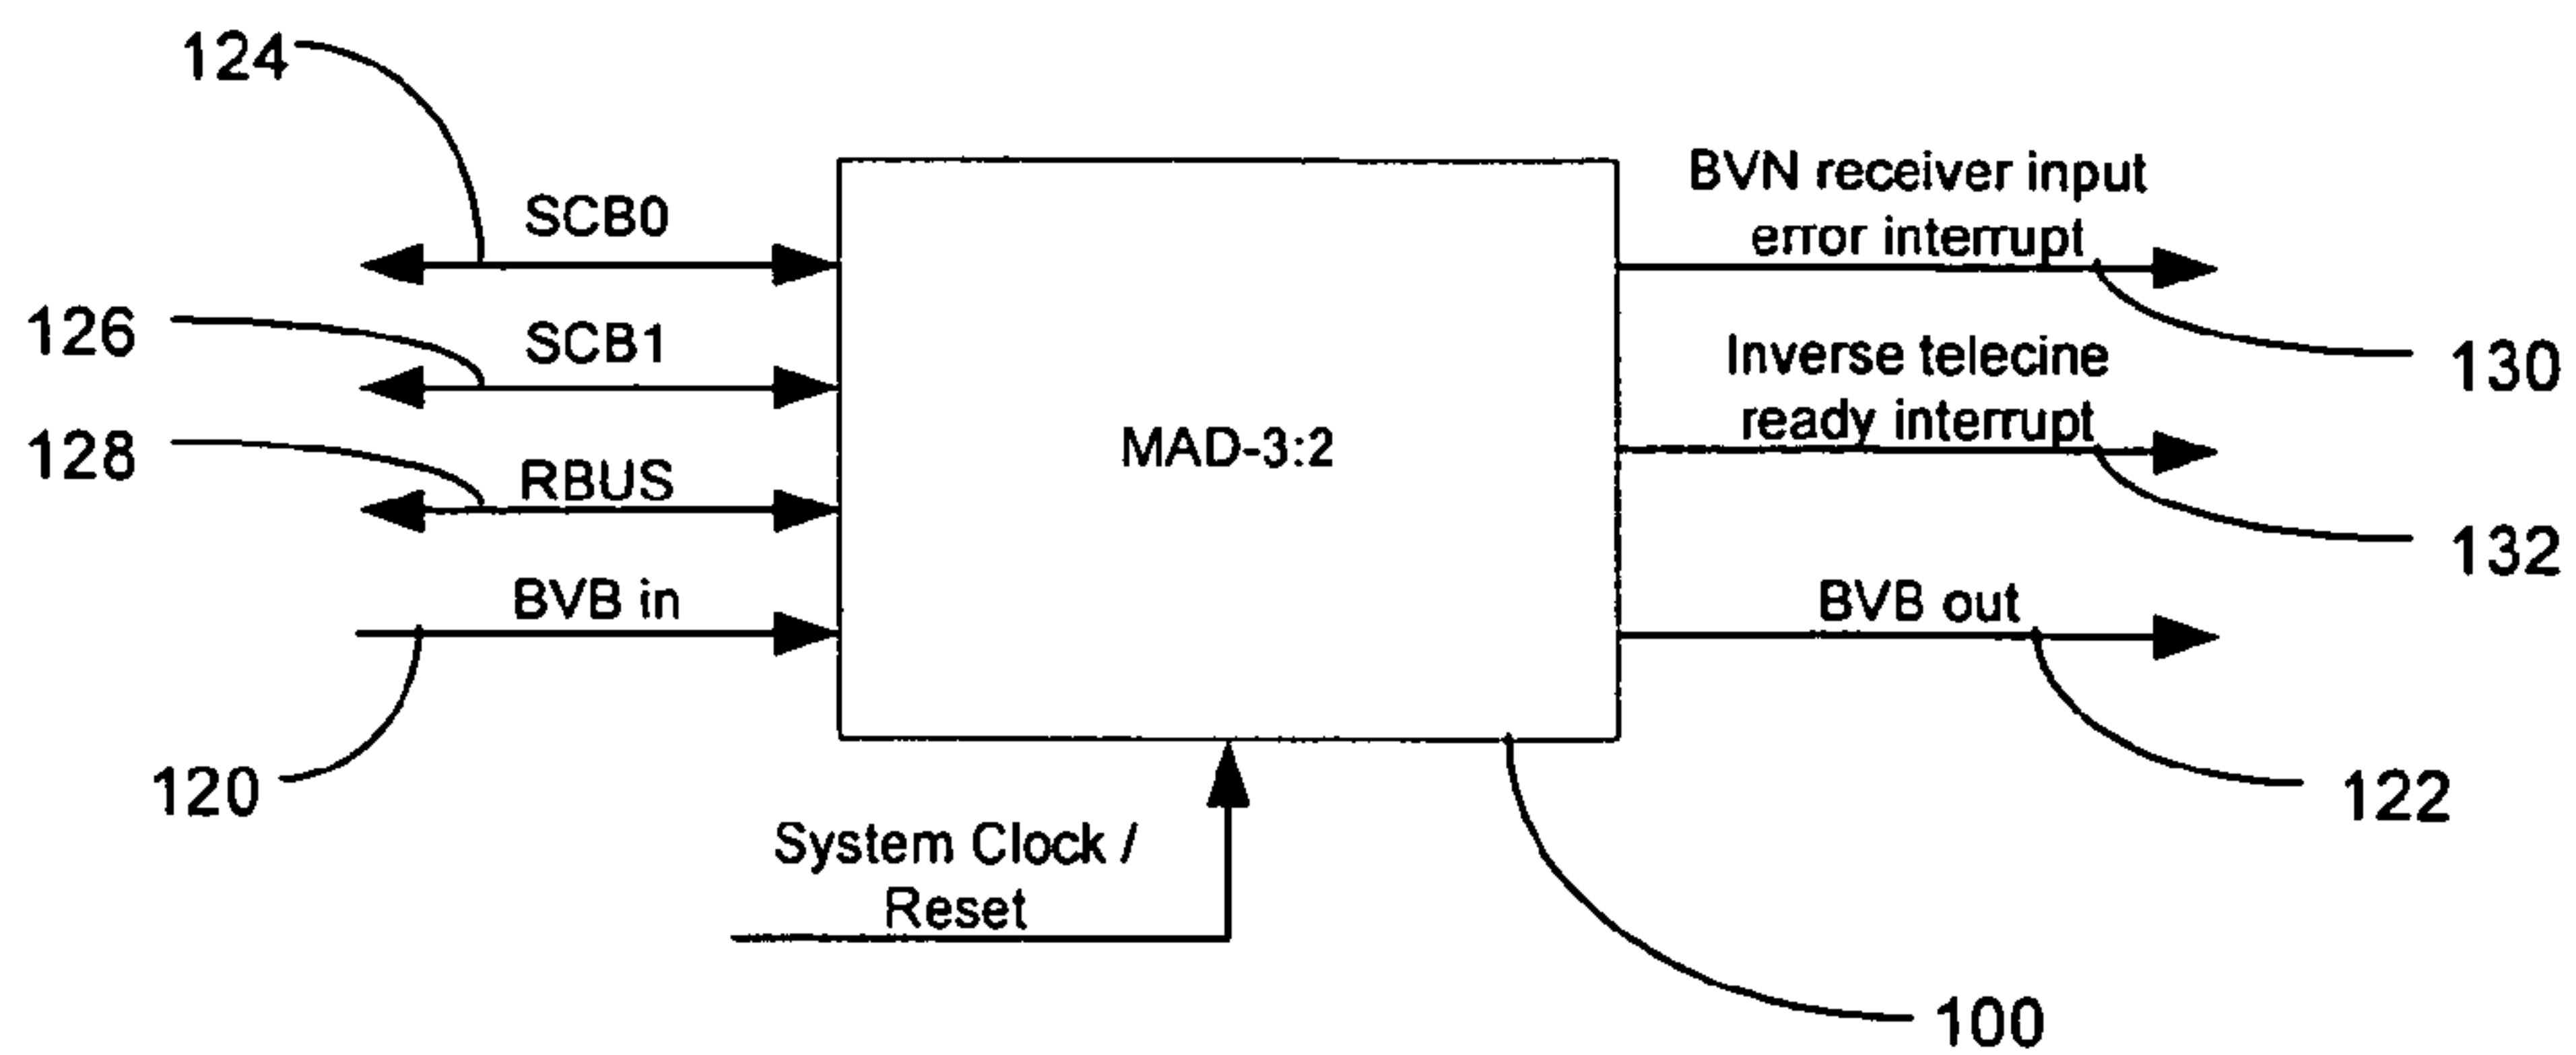 124
SCB0
BVN receiver input
error interrupt
126
SCB1
130
Inverse telecine
ready interrupt
128
RBUS
MAD-3:2
132
BVB in
BVB out
120
122
System Clock /
Reset
100